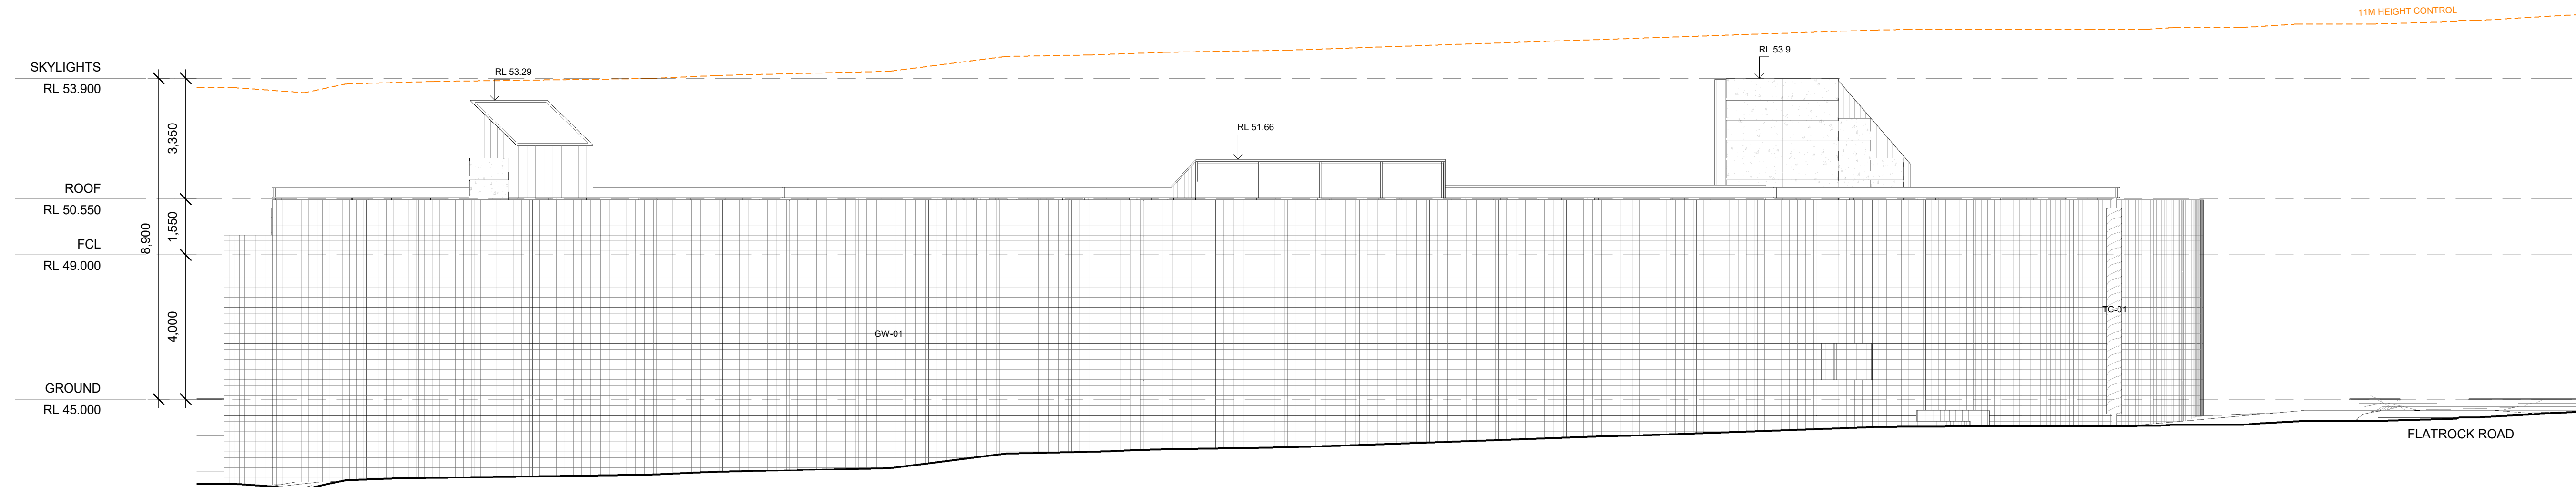 11M HEIGHT CONTROL
SKYLIGHTS
RL 53.900
RL 53.29
RL 53.9
RL 51.66
3,350
ROOF
RL 50.550
1,550
8,900
FCL
RL 49.000
4,000
GW-01
TC-01
GROUND
RL 45.000
FLATROCK ROAD